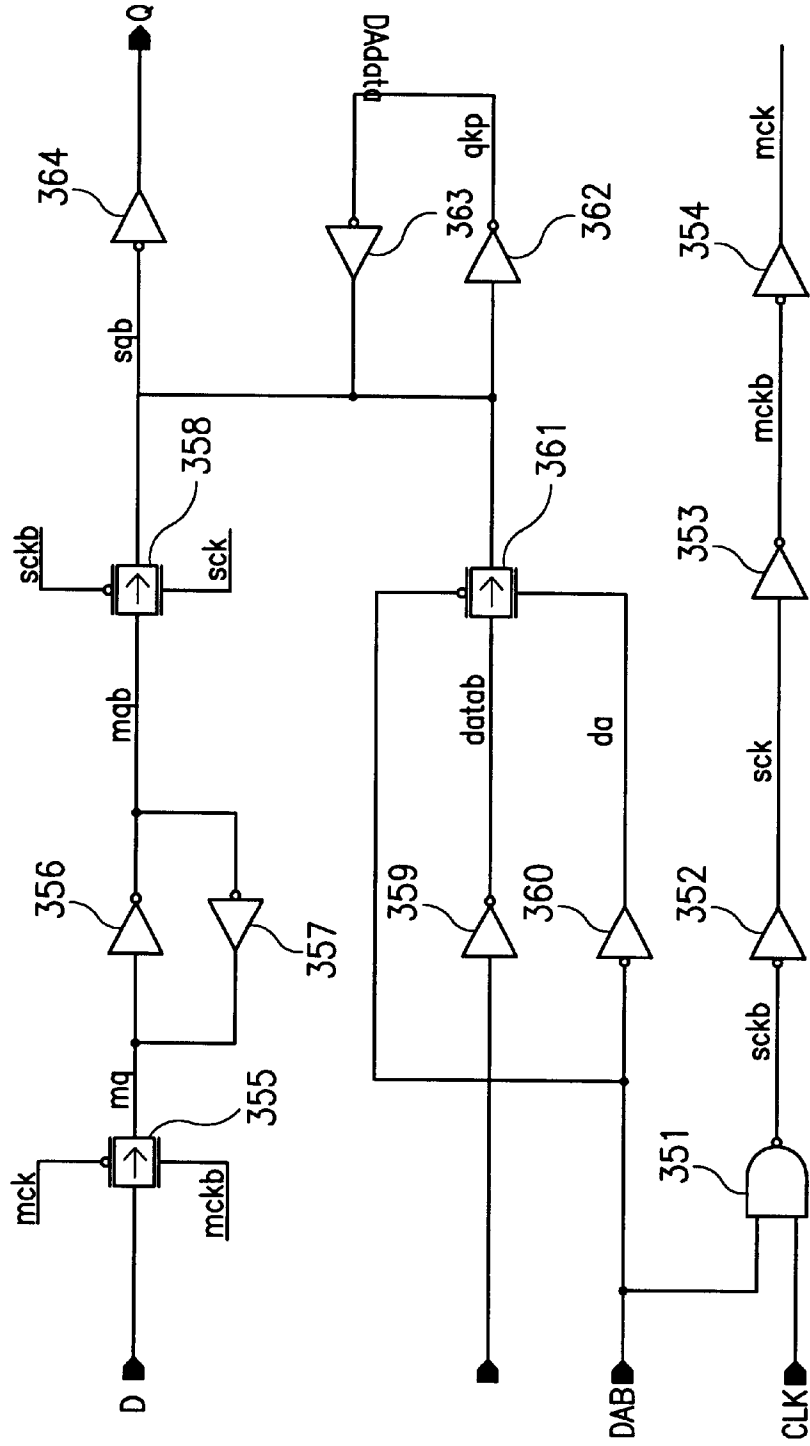 mck
sckb
356
364
D
mq
mqb
sqb
Q
mckb
355
357
sck
358
DAdata
363
359
datab
361
qkp
362
360
da
DAB
351
352
353
354
sckb
sck
mckb
mck
CLK